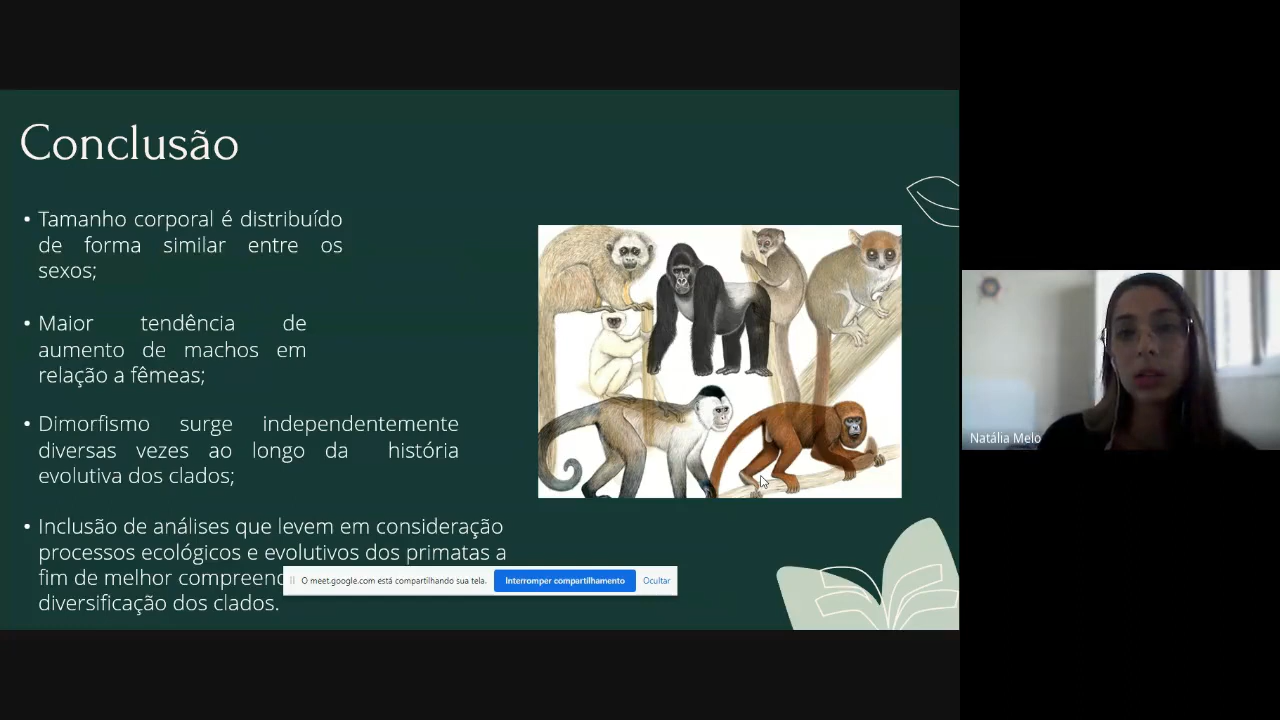 Conclusão
• Tamanho corporal é distribuído
de forma similar entre os
sexos;
• Maior tendência de
aumento de machos em
relação a fêmeas;
• Dimorfismo surge independentemente
diversas vezes ao longo da história
evolutiva dos clados;
• Inclusão de análises que levem em consideração
processos ecológicos e evolutivos dos primatas a
fim de melhor
diversificação dos clados.
O meet.google.com está compartilhando sua tela.
Interromper compartilhamento
Ocultar
Natália Melo